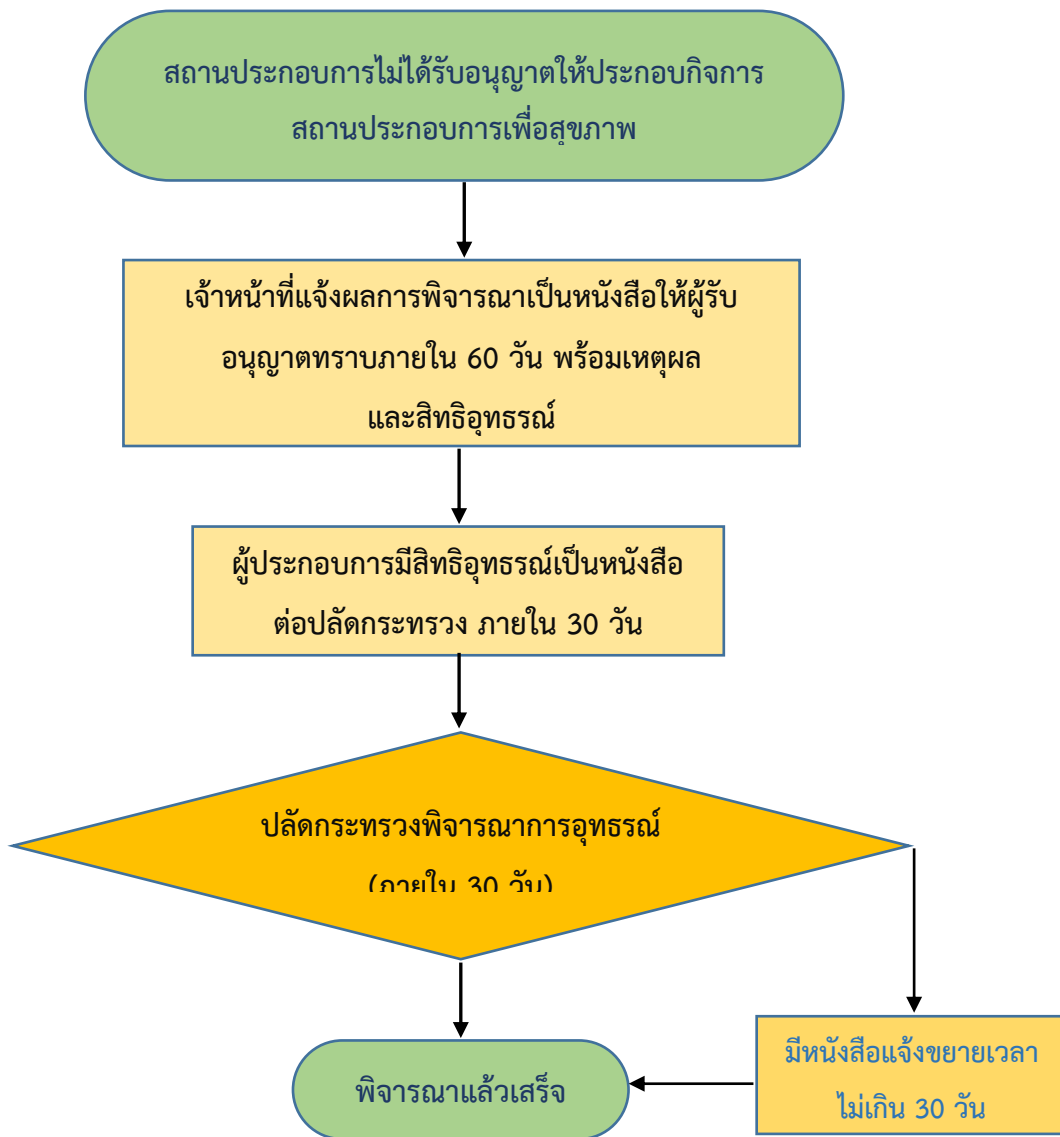 สถานประกอบการไม่ได้รับอนุญาตให้ประกอบกิจการ
สถานประกอบการเพื่อสุขภาพ
เจ้าหน้าที่แจ้งผลการพิจารณาเป็นหนังสือให้ผู้รับ
อนุญาตทราบภายใน 60 วัน พร้อมเหตุผล
และสิทธิอุทธรณ์
ผู้ประกอบการมีสิทธิอุทธรณ์เป็นหนังสือ
ต่อปลัดกระทรวง ภายใน 30 วัน
ปลัดกระทรวงพิจารณาการอุทธรณ์
(ภายใน 30 วัน)
มีหนังสือแจ้งขยายเวลา
ไม่เกิน 30 วัน
พิจารณาแล้วเสร็จ